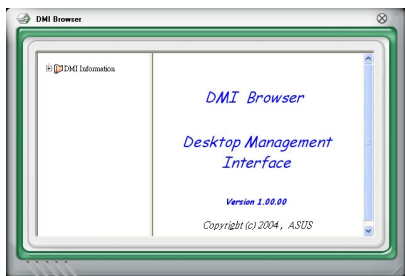 DMI Browser
DMI Information
DMI Browser
Desktop Management
Interface
Version 1.00.00
Copyright (c) 2004 , ASUS